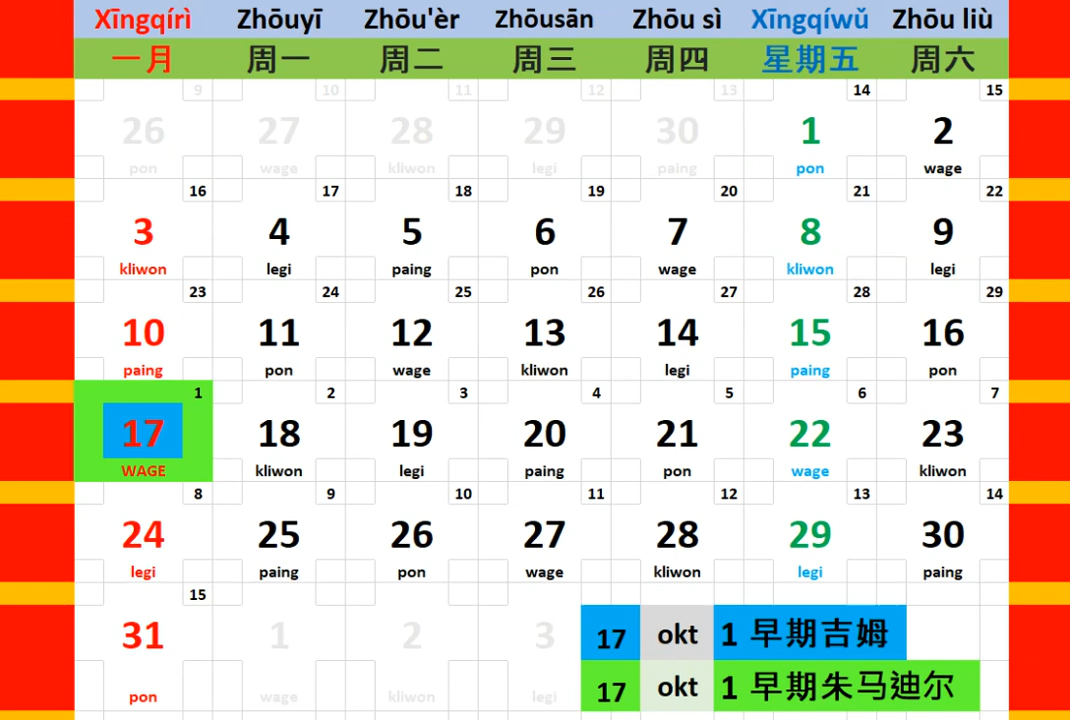 Xīngqírì Zhōuyī Zhōu'èr Zhōusān Zhōu sì Xīngqíwǔ Zhōu liù
一月 周一 周二 周三 周四 星期五 周六
9 10 11 12 13 14 15
26 27 28 29 30 1 2
pon wage kliwon legi paing pon wage
16 17 18 19 20 21 22
3 4 5 6 7 8 9
kliwon legi paing pon wage kliwon legi
23 24 25 26 27 28 29
10 11 12 13 14 15 16
paing pon wage kliwon legi paing pon
1 2 3 4 5 6 7
17 18 19 20 21 22 23
WAGE kliwon legi paing pon wage kliwon
8 9 10 11 12 13 14
24 25 26 27 28 29 30
legi paing pon wage kliwon legi paing
15
31 1 2 3 17 okt 1 早期吉姆
pon wage kliwon legi 17 okt 1 早期朱马迪尔